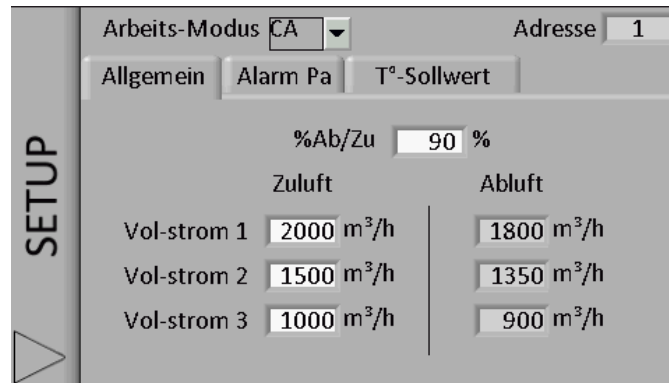 Arbeits-Modus CA Adresse 1
Allgemein Alarm Pa Tª-Sollwert
SETUP
%Ab/Zu 90 %
Zuluft Abluft
Vol-strom 1 2000 m³/h 1800 m³/h
Vol-strom 2 1500 m³/h 1350 m³/h
Vol-strom 3 1000 m³/h 900 m³/h